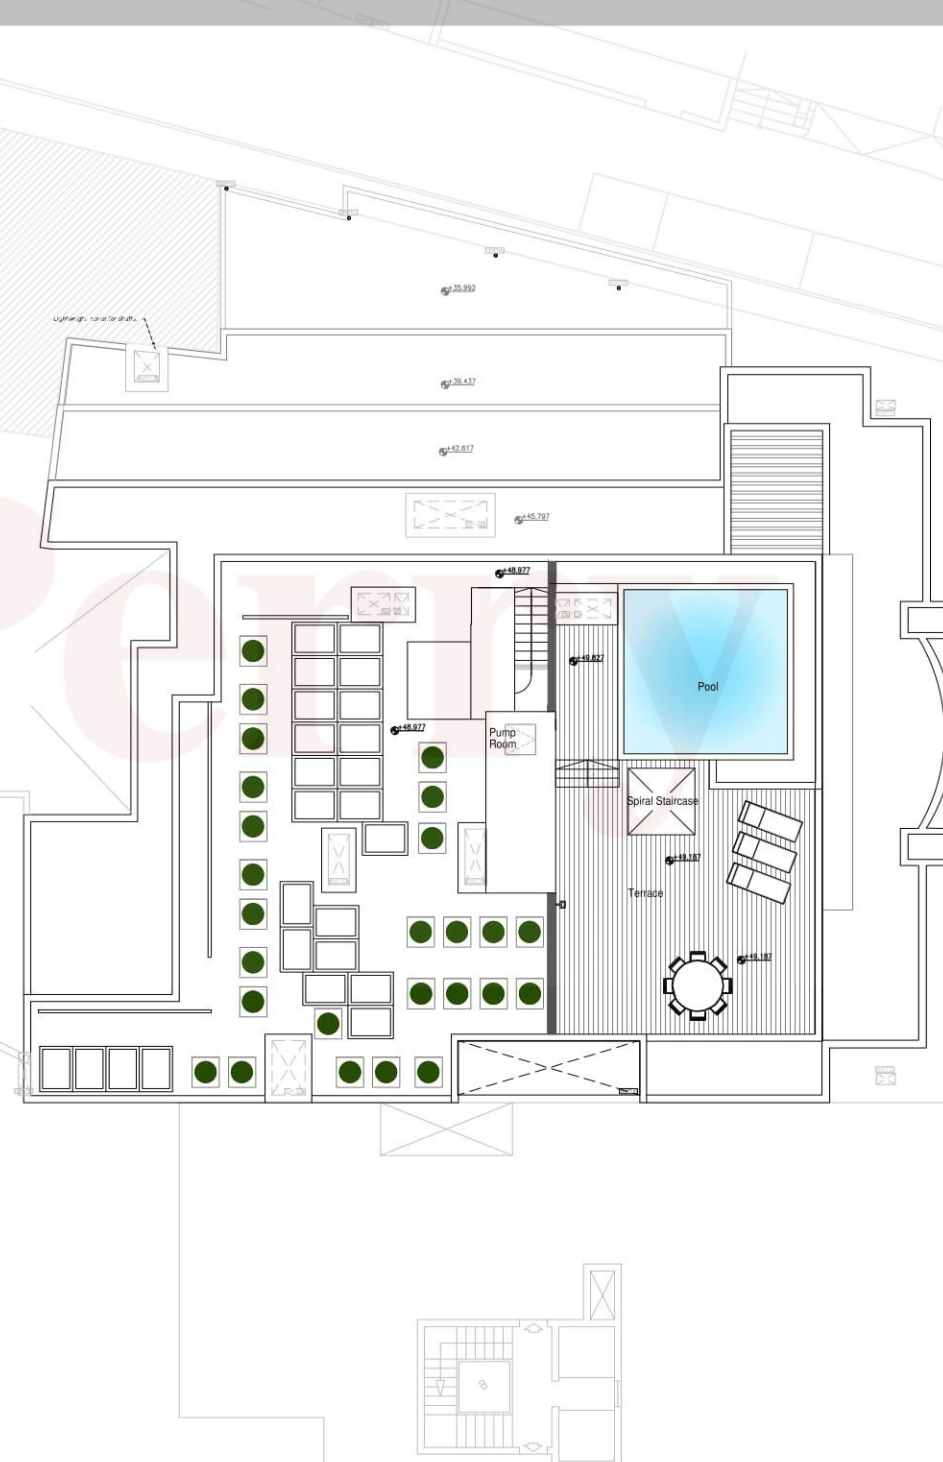 +35.992
+39.437
+42.617
+45.797
+48.977
+49.827
Pool
+48.977
Pump
Room
Spiral Staircase
+49.187
Terrace
+49.187
Perry